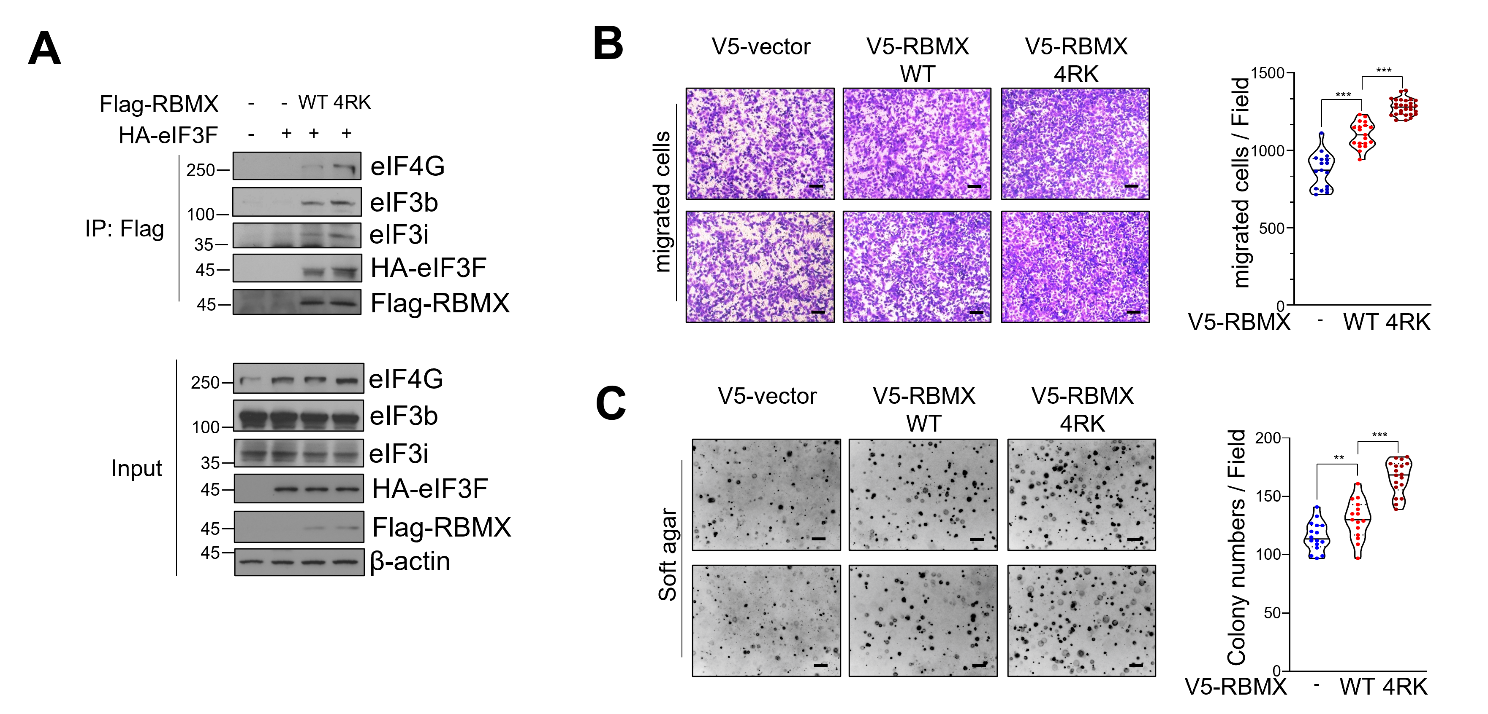 A
Flag-RBMX - - WT 4RK
HA-eIF3F - + + +
IP: Flag
250 eIF4G
eIF3b
100
eIF3i
35
45 HA-eIF3F
45 Flag-RBMX
Input
250 eIF4G
eIF3b
100
eIF3i
35
45 HA-eIF3F
45 Flag-RBMX
45
β-actin
B
V5-vector V5-RBMX WT V5-RBMX 4RK
migrated cells
migrated cells / Field
1500
1000
500
0
*** ***
V5-RBMX - WT 4RK
C
V5-vector V5-RBMX WT V5-RBMX 4RK
Soft agar
Colony numbers / Field
200
150
100
50
0
** ***
V5-RBMX - WT 4RK